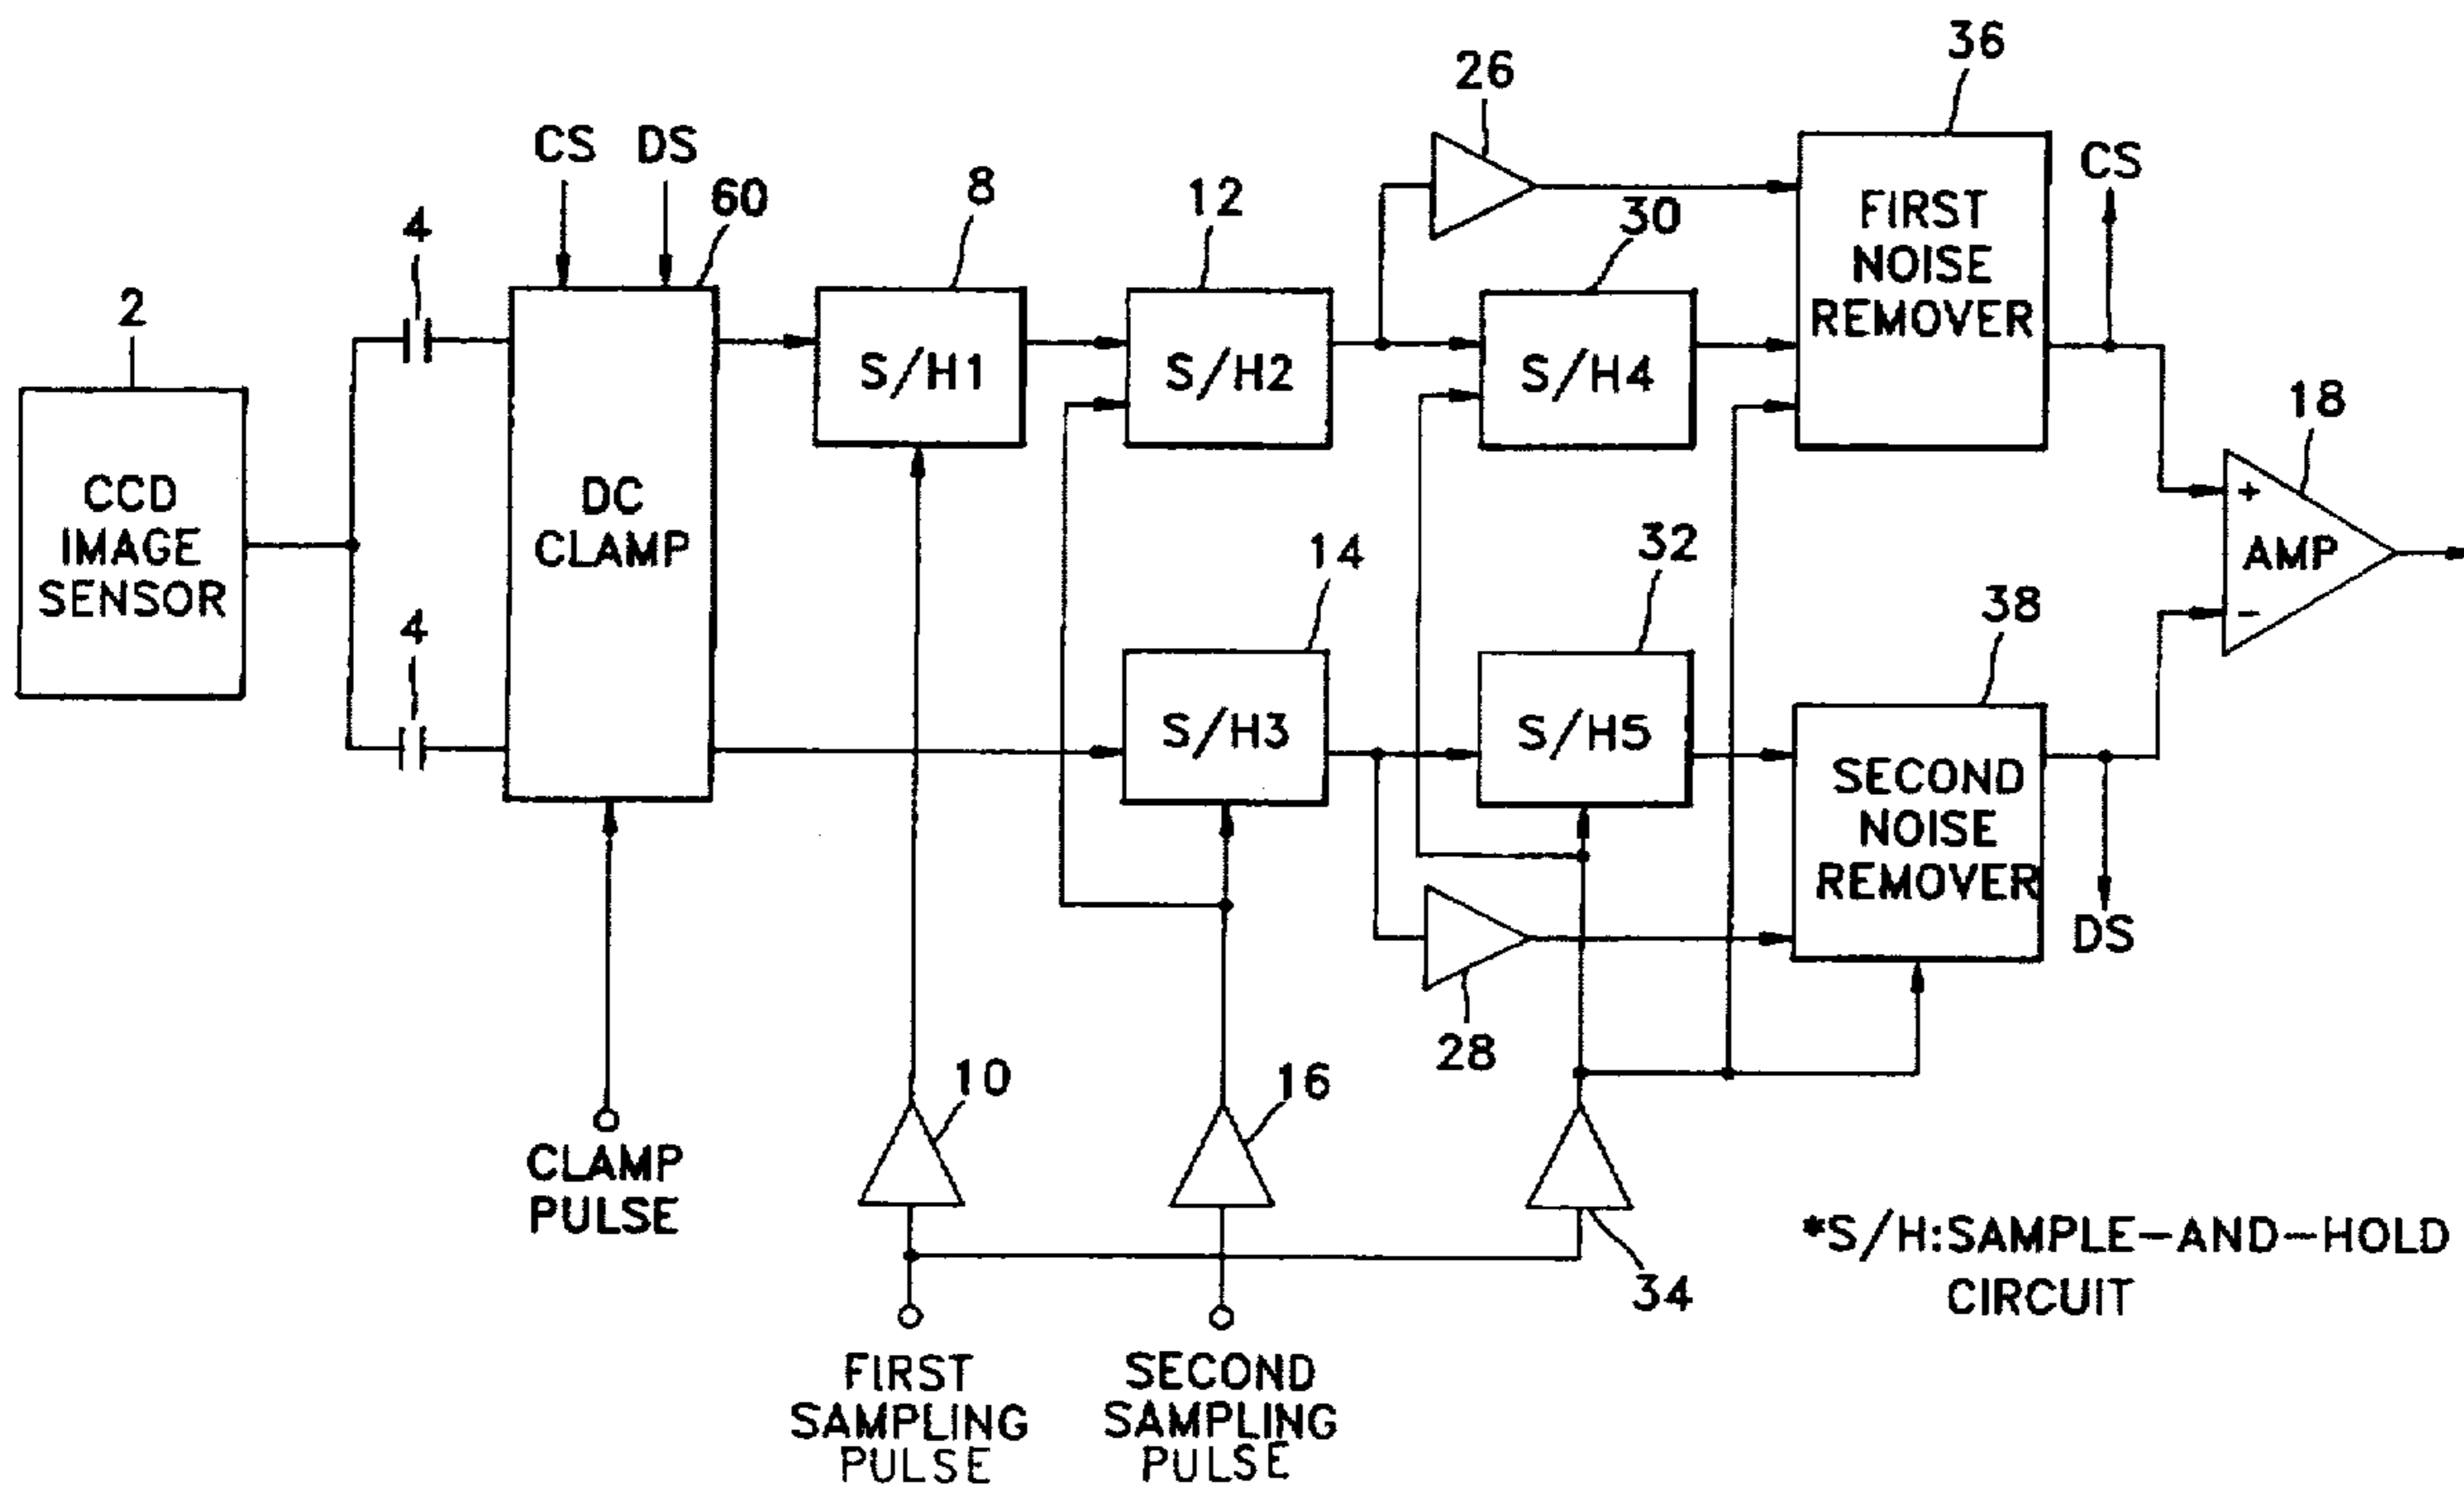 36
26
CS DS
60
8
12
CS
FIRST
NOISE
REMOVER
30
4
2
S/H1
S/H2
S/H4
18
CCD
IMAGE
SENSOR
DC
CLAMP
+
AMP
-
14
32
38
4
S/H3
S/H5
SECOND
NOISE
REMOVER
DS
28
10
16
CLAMP
PULSE
34
*S/H:SAMPLE-AND-HOLD
CIRCUIT
FIRST
SAMPLING
PULSE
SECOND
SAMPLING
PULSE